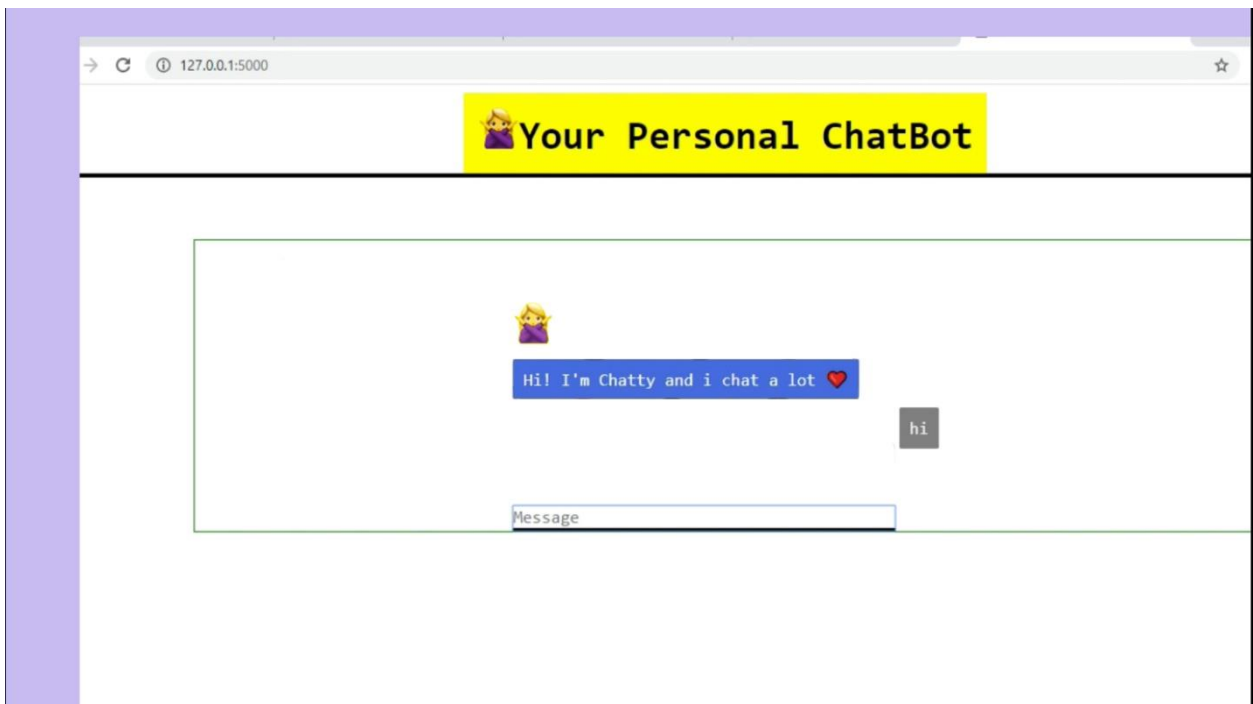 127.0.0.1:5000
Your Personal ChatBot
Hi! I'm Chatty and i chat a lot
hi
Message